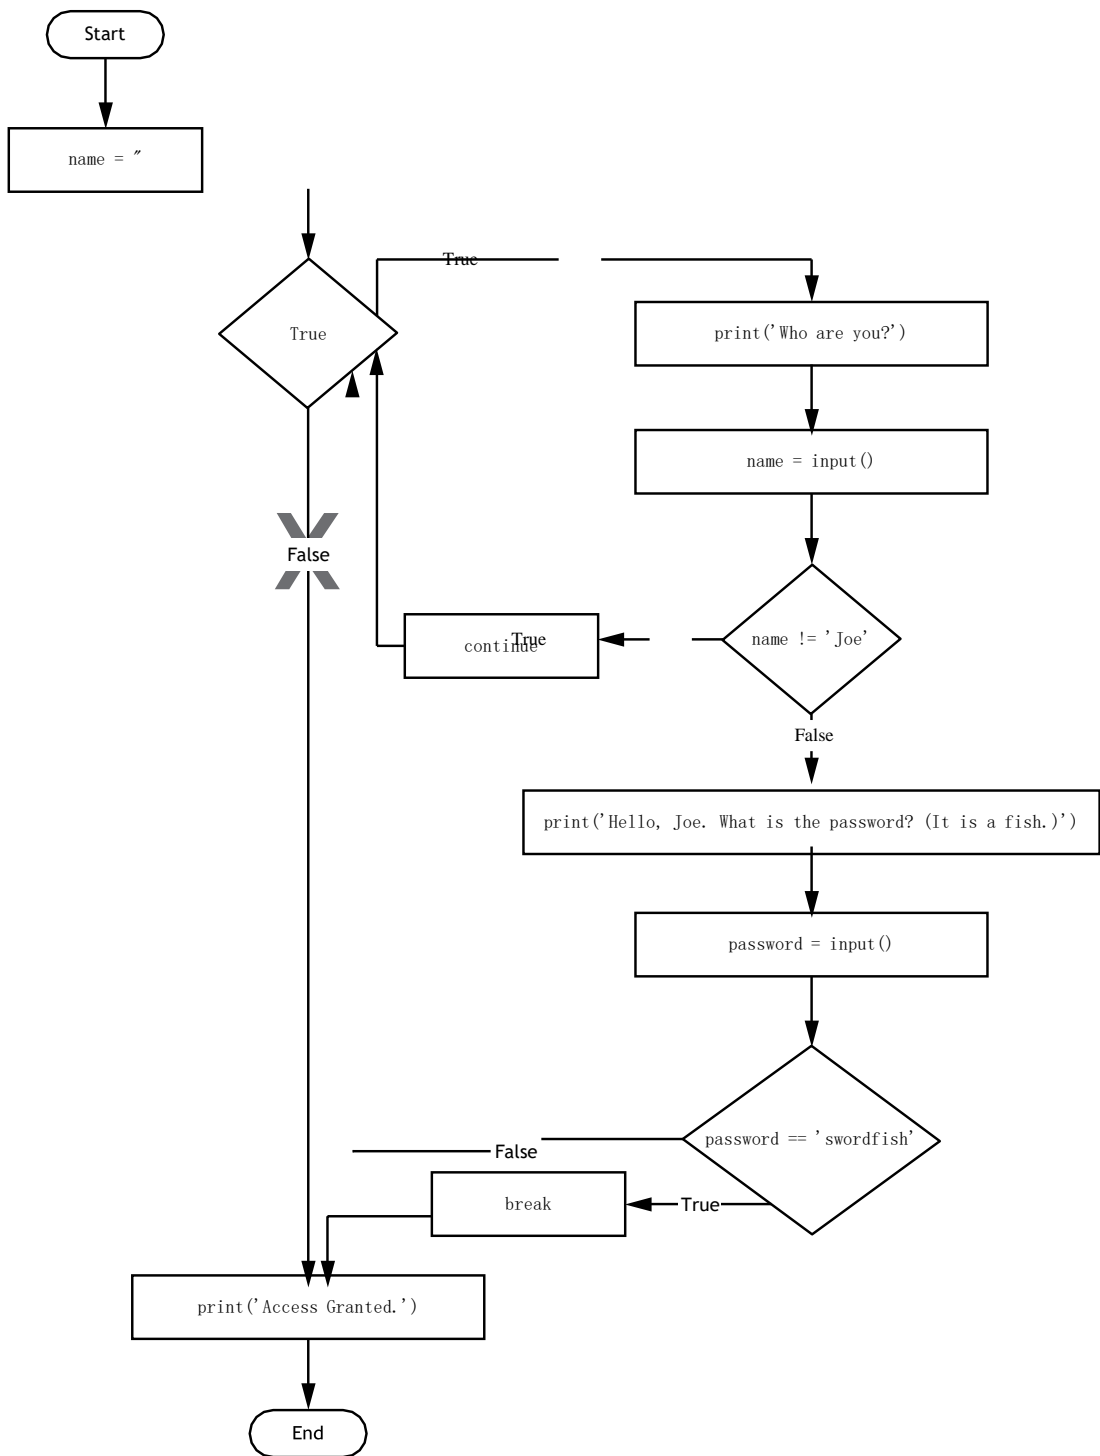 Start
name = "
True
True
print('Who are you?')
name = input()
False
continue
True
name != 'Joe'
False
print('Hello, Joe. What is the password? (It is a fish.)')
password = input()
password == 'swordfish'
False
break
True
print('Access Granted.')
End